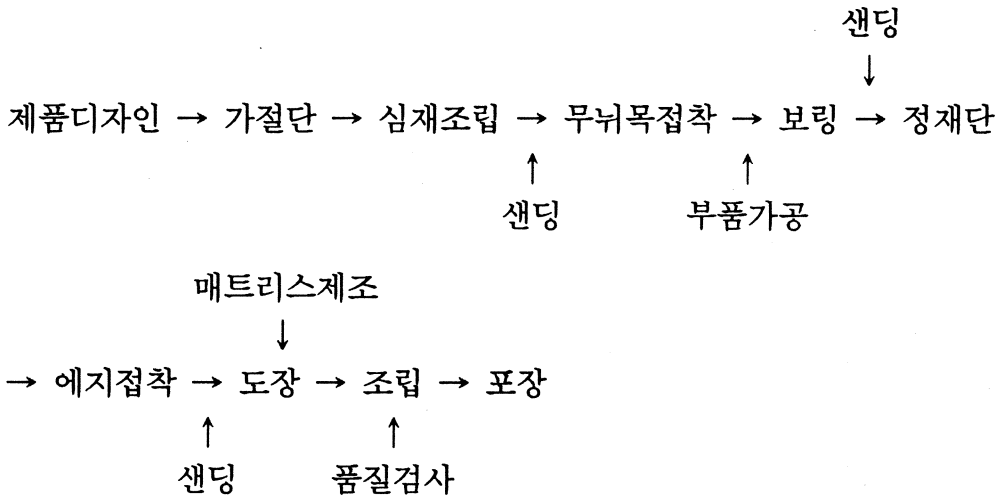 샌딩
↓
제품디자인 → 가절단 → 심재조립 → 무늬목접착 → 보링 → 정재단
↑ ↑
샌딩 부품가공
매트리스제조
↓
→ 에지접착 → 도장 → 조립 → 포장
↑ ↑
샌딩 품질검사